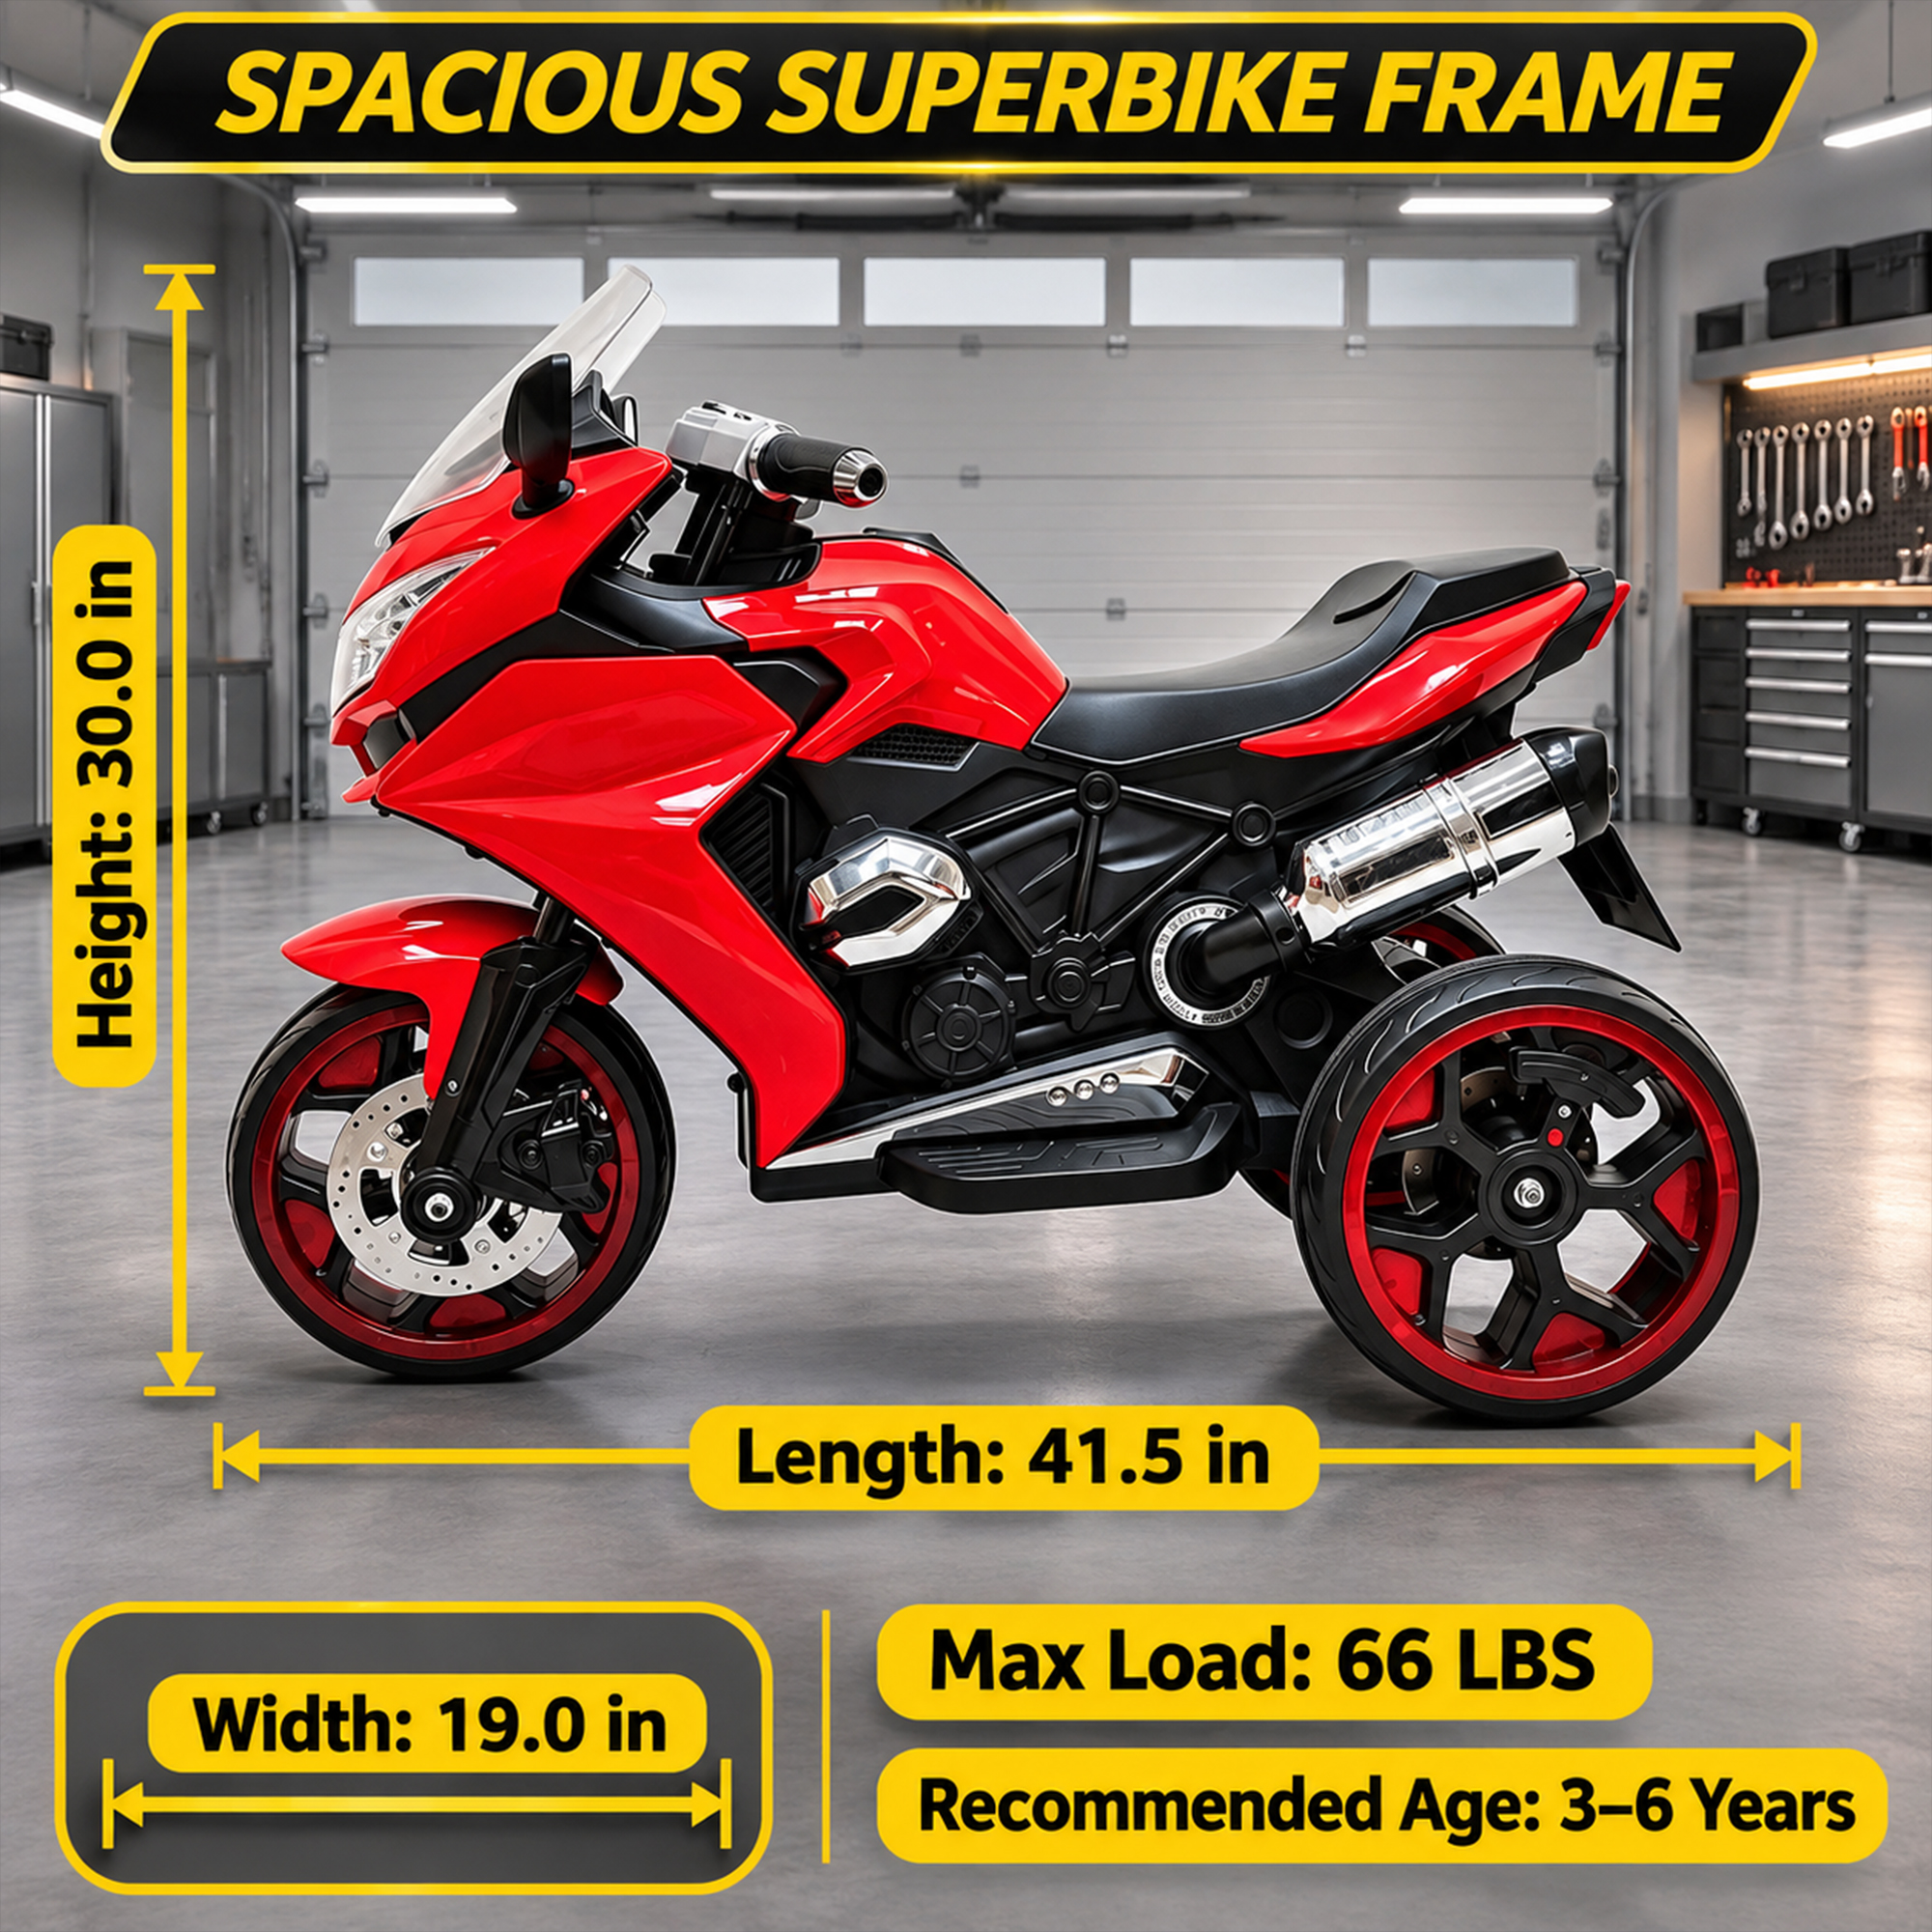 SPACIOUS SUPERBIKE FRAME
Height: 30.0 in
Length: 41.5 in
Width: 19.0 in
Max Load: 66 LBS
Recommended Age: 3–6 Years